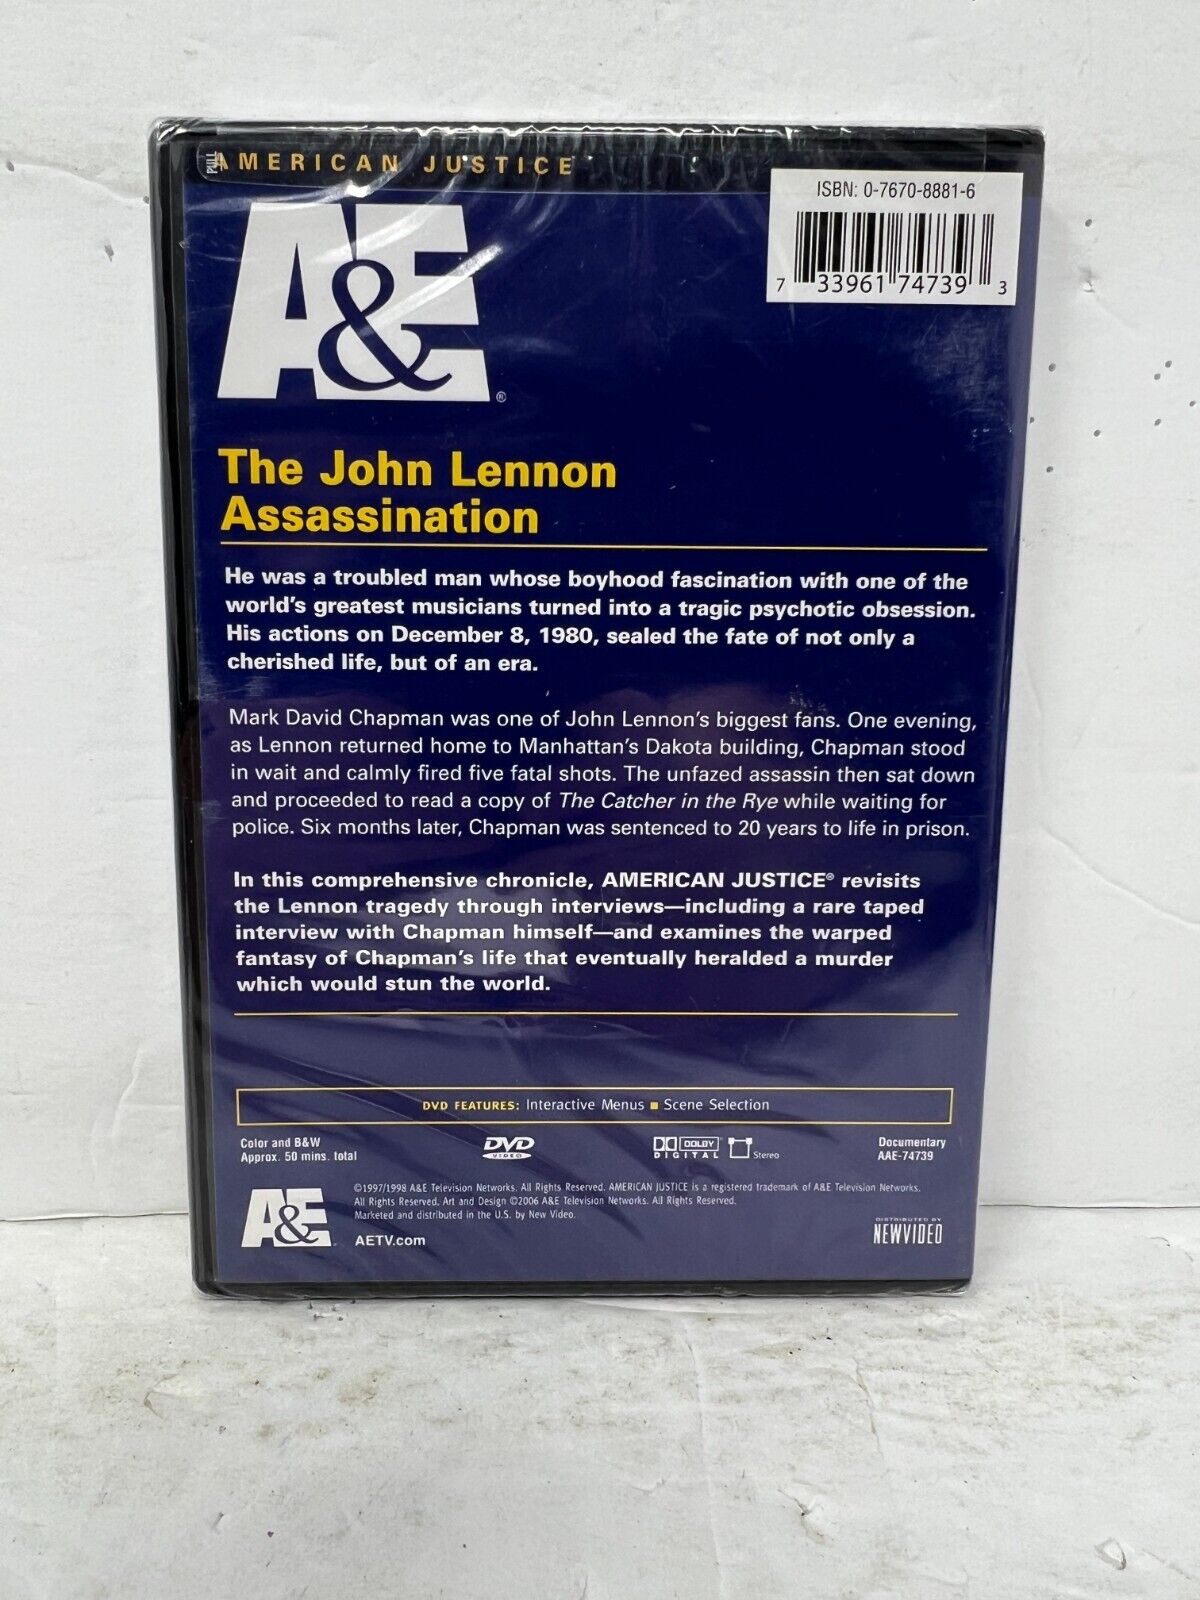 PULL
AMERICAN JUSTICE
ISBN: 0-7670-8881-6
7 33961 74739 3
A&E®
The John Lennon
Assassination
He was a troubled man whose boyhood fascination with one of the
world's greatest musicians turned into a tragic psychotic obsession.
His actions on December 8, 1980, sealed the fate of not only a
cherished life, but of an era.
Mark David Chapman was one of John Lennon's biggest fans. One evening,
as Lennon returned home to Manhattan's Dakota building, Chapman stood
in wait and calmly fired five fatal shots. The unfazed assassin then sat down
and proceeded to read a copy of The Catcher in the Rye while waiting for
police. Six months later, Chapman was sentenced to 20 years to life in prison.
In this comprehensive chronicle, AMERICAN JUSTICE® revisits
the Lennon tragedy through interviews—including a rare taped
interview with Chapman himself—and examines the warped
fantasy of Chapman's life that eventually heralded a murder
which would stun the world.
DVD FEATURES: Interactive Menus ■ Scene Selection
Color and B&W
Approx. 50 mins. total
DVD
VIDEO
DOLBY
DIGITAL
Stereo
Documentary
AAE-74739
©1997/1998 A&E Television Networks. All Rights Reserved. AMERICAN JUSTICE is a registered trademark of A&E Television Networks.
All Rights Reserved. Art and Design ©2006 A&E Television Networks. All Rights Reserved.
Marketed and distributed in the U.S. by New Video.
A&E
AETV.com
DISTRIBUTED BY
NEWVIDEO